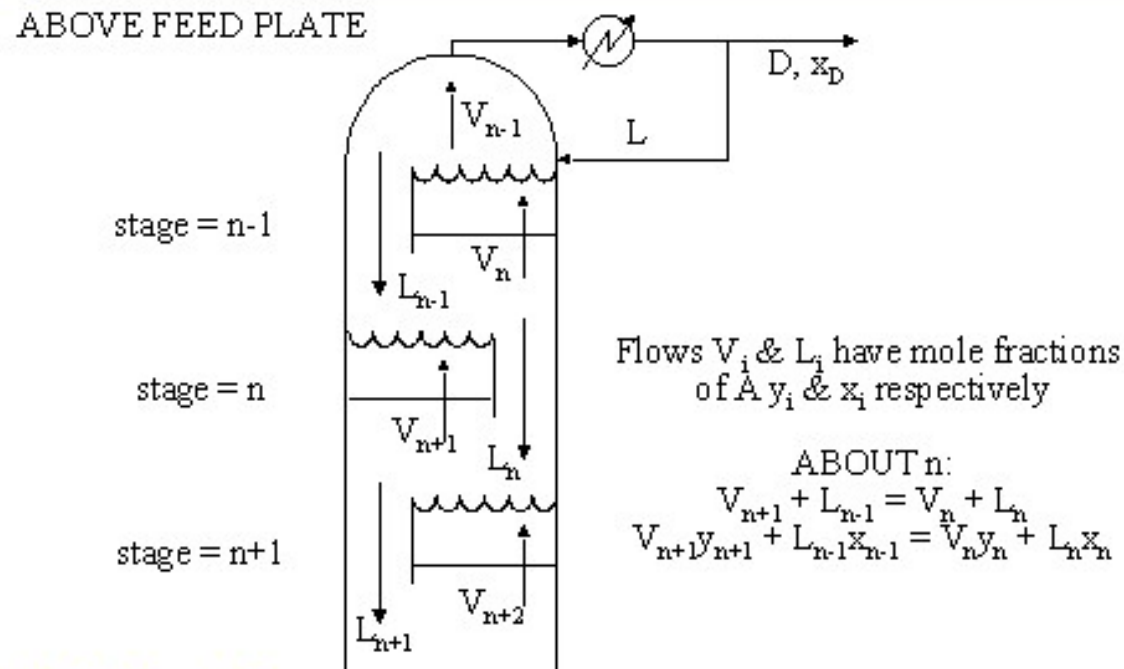 ABOVE FEED PLATE
D, x_D
V_{n-1}
L
stage = n-1
V_n
L_{n-1}
Flows V_i & L_i have mole fractions
of A y_i & x_i respectively
stage = n
V_{n+1}
L_n
ABOUT n:
V_{n+1} + L_{n-1} = V_n + L_n
V_{n+1}y_{n+1} + L_{n-1}x_{n-1} = V_ny_n + L_nx_n
stage = n+1
V_{n+2}
L_{n+1}